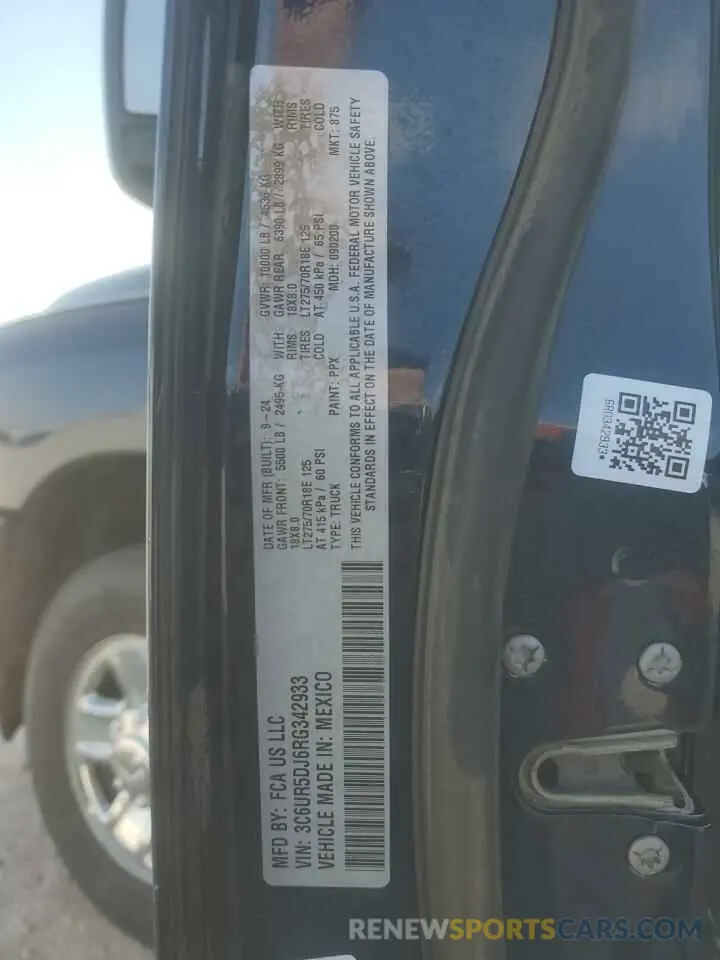 MFD BY: FCA US LLC
VIN: 3C6UR5DJ6RG342933
VEHICLE MADE IN: MEXICO
DATE OF MFR (BUILT): 9-24 GVWR: 10000 LB / 4536 KG
GAWR FRONT: 5500 LB / 2495 KG WITH GAWR REAR 6390 LB / 2899 KG WITH
18X8.0 RIMS 18X8.0 RIMS
LT275/70R18E 125 TIRES LT275/70R18E 125 TIRES
AT 415 kPa / 60 PSI COLD AT 450 kPa / 65 PSI COLD
TYPE: TRUCK PAINT: PPX MDH: 090200 MKT: 875
THIS VEHICLE CONFORMS TO ALL APPLICABLE U.S.A. FEDERAL MOTOR VEHICLE SAFETY
STANDARDS IN EFFECT ON THE DATE OF MANUFACTURE SHOWN ABOVE.
GRG342933*
RENEWSPORTSCARS.COM